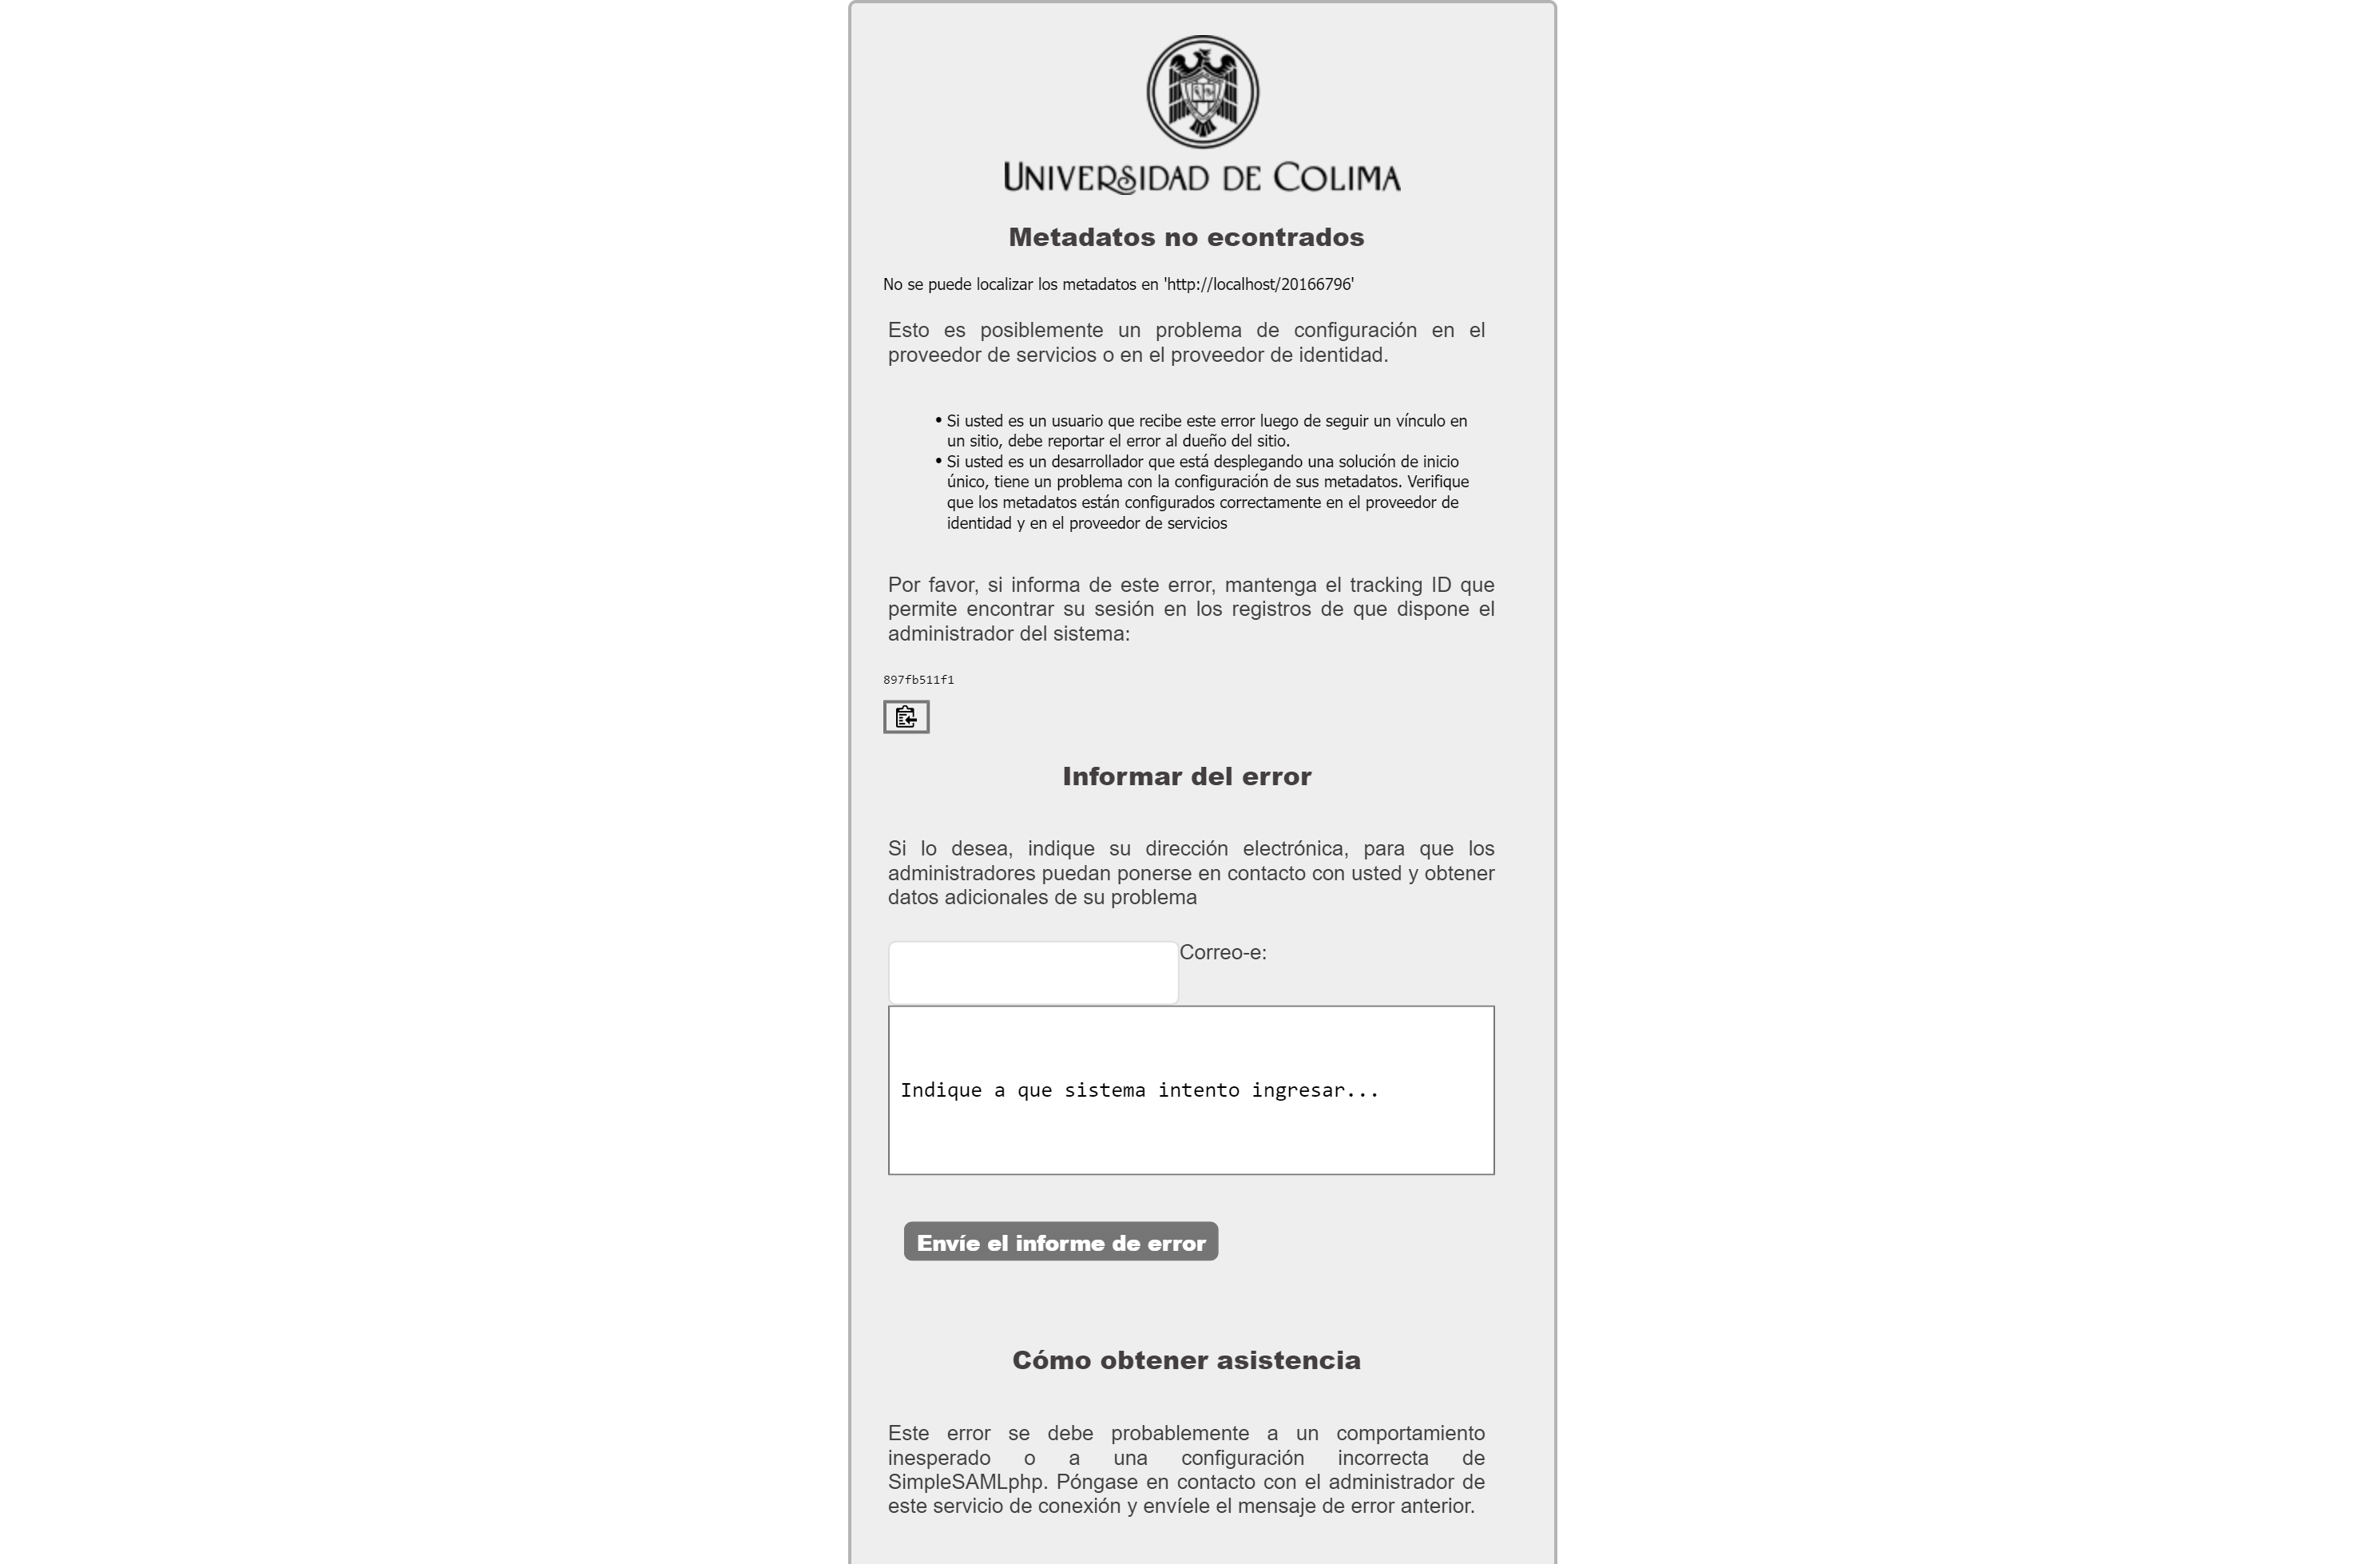 UNIVERSIDAD DE COLIMA
Metadatos no econtrados
No se puede localizar los metadatos en 'http://localhost/20166796'
Esto es posiblemente un problema de configuración en el
proveedor de servicios o en el proveedor de identidad.
• Si usted es un usuario que recibe este error luego de seguir un vínculo en
un sitio, debe reportar el error al dueño del sitio.
• Si usted es un desarrollador que está desplegando una solución de inicio
único, tiene un problema con la configuración de sus metadatos. Verifique
que los metadatos están configurados correctamente en el proveedor de
identidad y en el proveedor de servicios
Por favor, si informa de este error, mantenga el tracking ID que
permite encontrar su sesión en los registros de que dispone el
administrador del sistema:
897fb511f1
Informar del error
Si lo desea, indique su dirección electrónica, para que los
administradores puedan ponerse en contacto con usted y obtener
datos adicionales de su problema
Correo-e:
Indique a que sistema intento ingresar...
Envíe el informe de error
Cómo obtener asistencia
Este error se debe probablemente a un comportamiento
inesperado o a una configuración incorrecta de
SimpleSAMLphp. Póngase en contacto con el administrador de
este servicio de conexión y envíele el mensaje de error anterior.